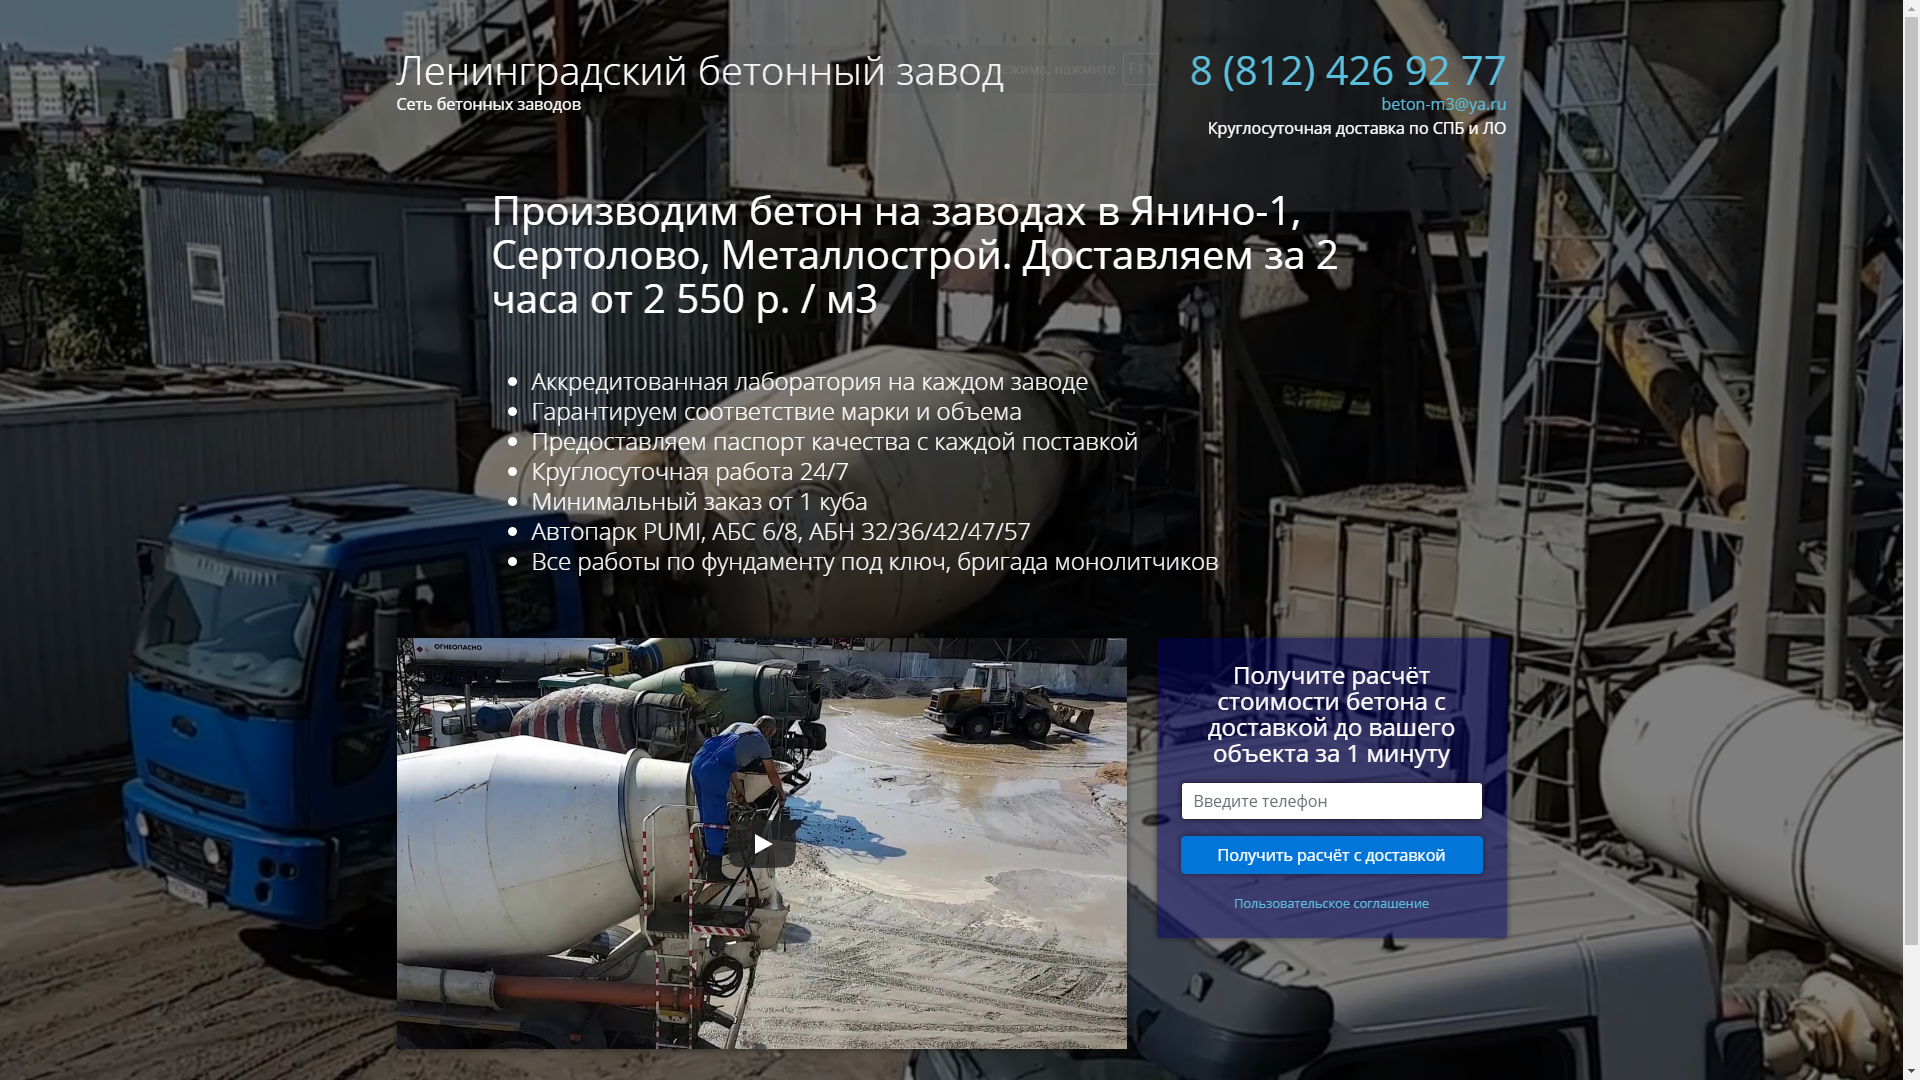 Ленинградский бетонный завод
Сеть бетонных заводов
ежима, нажмите F11
8 (812) 426 92 77
beton-m3@ya.ru
Круглосуточная доставка по СПБ и ЛО
Производим бетон на заводах в Янино-1,
Сертолово, Металлострой. Доставляем за 2
часа от 2 550 р. / м3
Аккредитованная лаборатория на каждом заводе
Гарантируем соответствие марки и объема
Предоставляем паспорт качества с каждой поставкой
Круглосуточная работа 24/7
Минимальный заказ от 1 куба
Автопарк PUMI, АБС 6/8, АБН 32/36/42/47/57
Все работы по фундаменту под ключ, бригада монолитчиков
ОГНЕОПАСНО
Получите расчёт
стоимости бетона с
доставкой до вашего
объекта за 1 минуту
Введите телефон
Получить расчёт с доставкой
Пользовательское соглашение